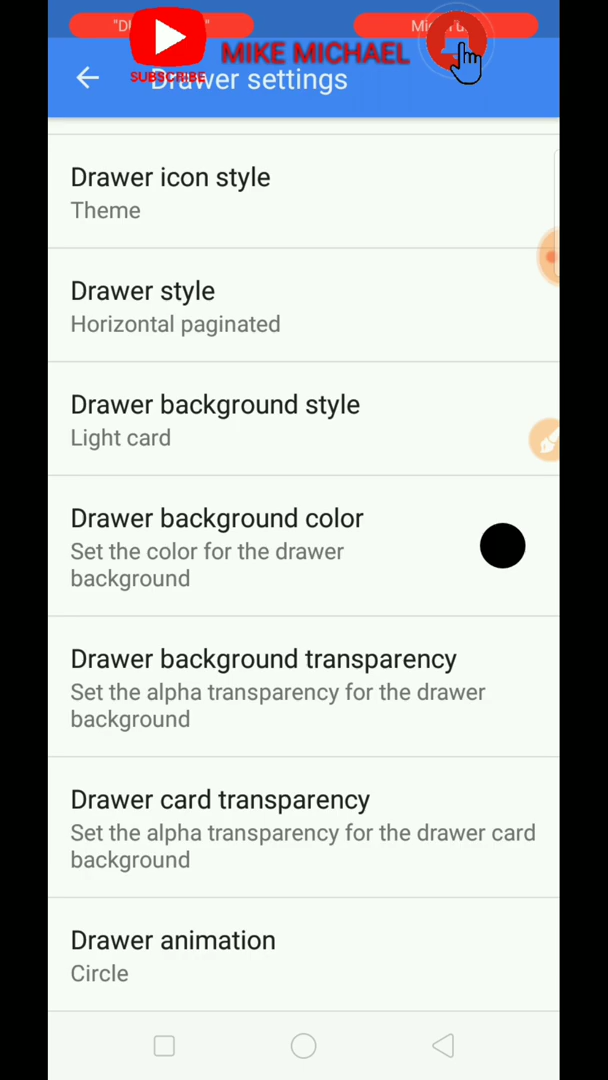 MIKE MICHAEL
SUBSCRIBE
Drawer settings
Drawer icon style
Theme
Drawer style
Horizontal paginated
Drawer background style
Light card
Drawer background color
Set the color for the drawer
background
Drawer background transparency
Set the alpha transparency for the drawer
background
Drawer card transparency
Set the alpha transparency for the drawer card
background
Drawer animation
Circle